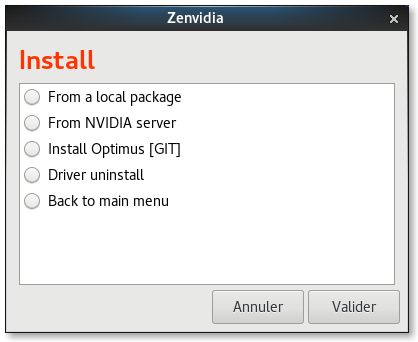 Zenvidia
Install
From a local package
From NVIDIA server
Install Optimus [GIT]
Driver uninstall
Back to main menu
Annuler Valider